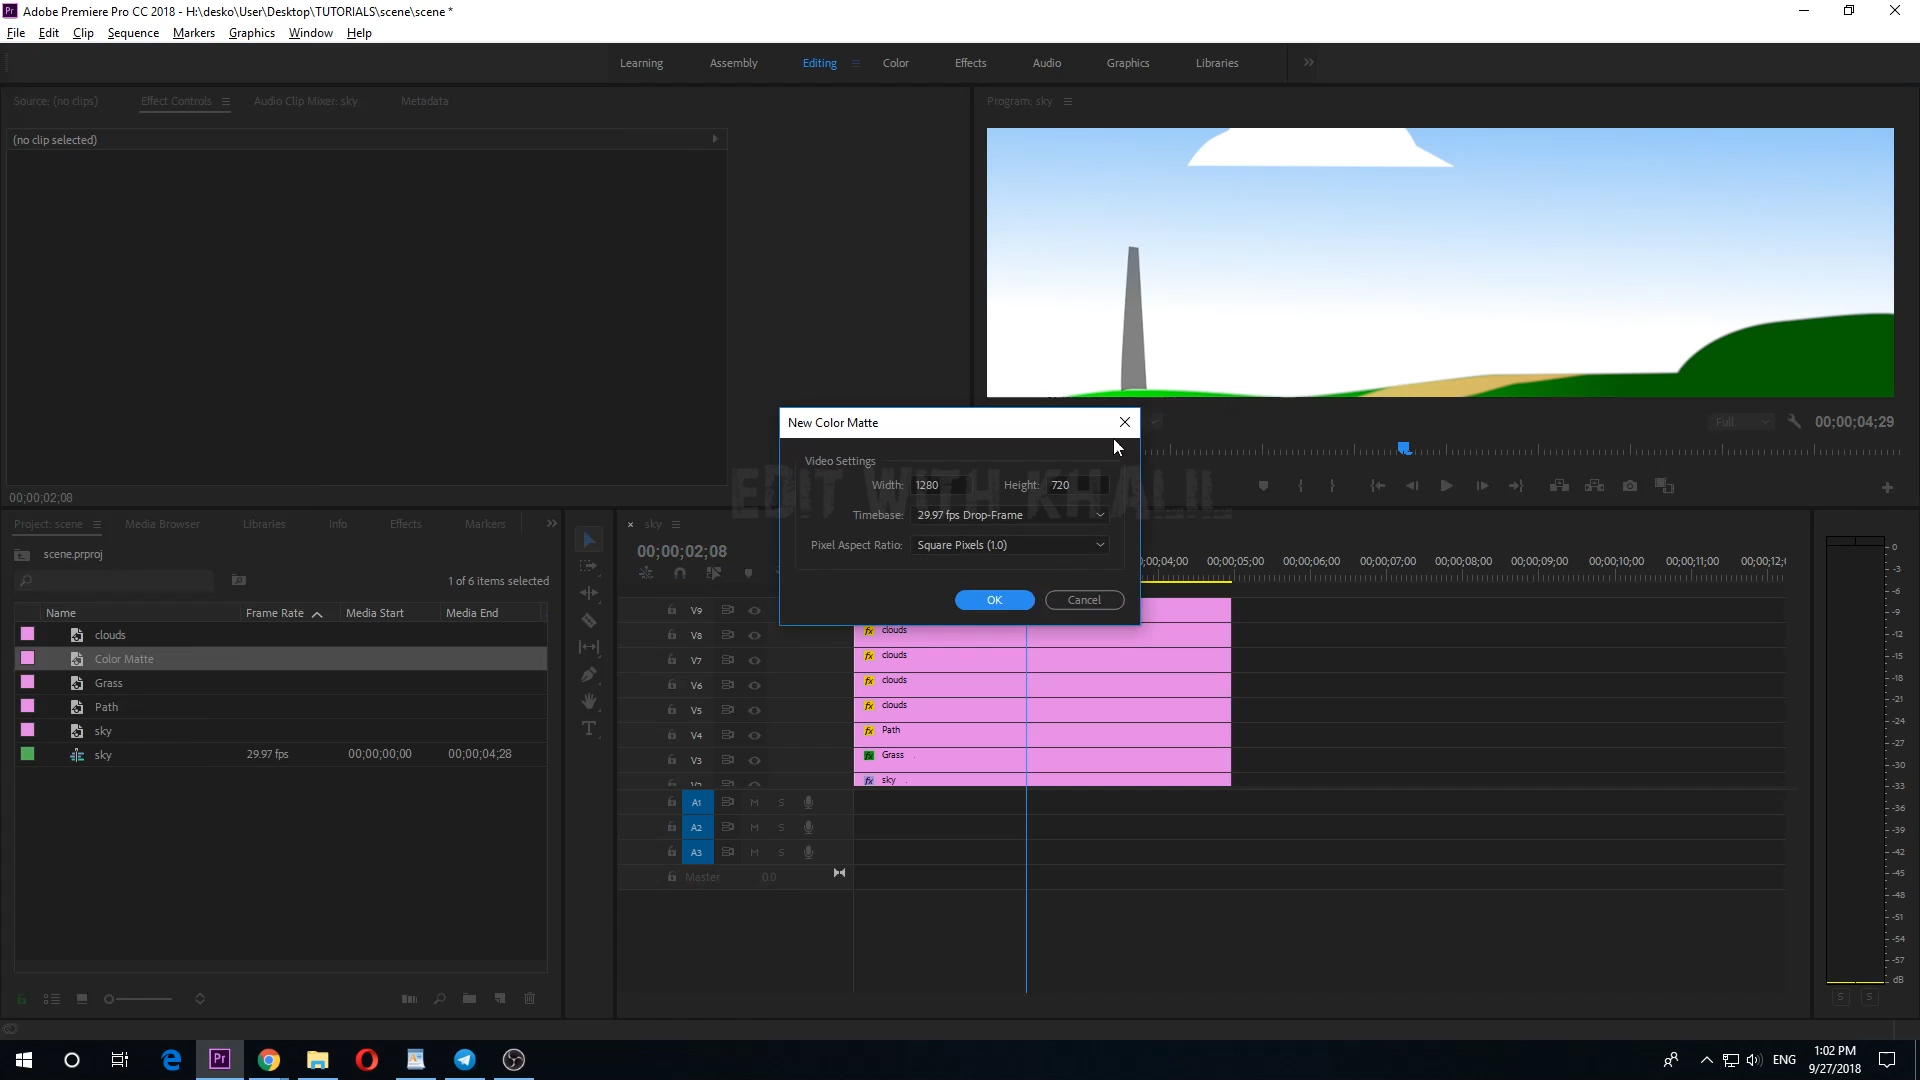 Pr Adobe Premiere Pro CC 2018 - H:\desko\User\Desktop\TUTORIALS\scene\scene *
File Edit Clip Sequence Markers Graphics Window Help
Learning Assembly Editing Color Effects Audio Graphics Libraries
Source: (no clips) Effect Controls Audio Clip Mixer: sky Metadata
Program: sky
(no clip selected)
Full 00;00;04;29
00;00;02;08
New Color Matte
Video Settings
Width: 1280 Height: 720
Timebase: 29.97 fps Drop-Frame
Pixel Aspect Ratio: Square Pixels (1.0)
OK Cancel
EDIT WITH KHALIL
Project: scene Media Browser Libraries Info Effects Markers
scene.prproj
1 of 6 items selected
Name Frame Rate Media Start Media End
clouds
Color Matte
Grass
Path
sky
sky 29.97 fps 00;00;00;00 00;00;04;28
sky
00;00;02;08
00;00;05;00 00;00;06;00 00;00;07;00 00;00;08;00 00;00;09;00 00;00;10;00 00;00;11;00
V9
V8 fx clouds
V7 fx clouds
V6 fx clouds
V5 fx clouds
V4 fx Path
V3 fx Grass
fx sky
A1 M S
A2 M S
A3 M S
Master 0.0
0
-3
-6
-9
-12
-15
-18
-21
-24
-27
-30
-33
-36
-39
-42
-45
-48
-51
-54
-57
dB
S S
Pr
ENG
1:02 PM
9/27/2018